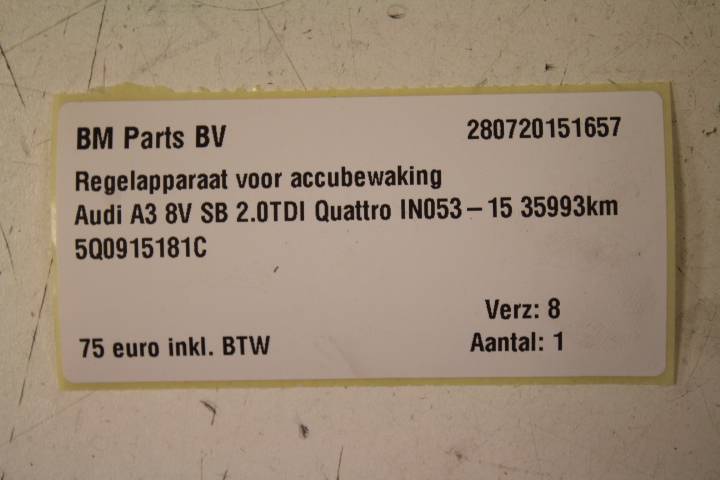 BM Parts BV 280720151657
Regelapparaat voor accubewaking
Audi A3 8V SB 2.0TDI Quattro IN053-15 35993km
5Q0915181C
Verz: 8
75 euro inkl. BTW Aantal: 1